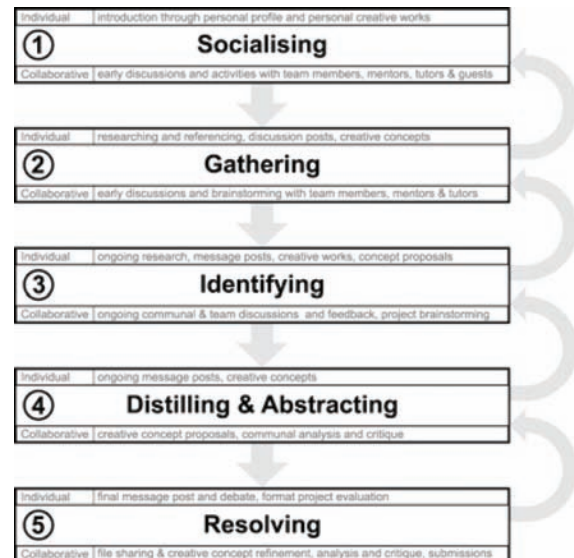 Individual introduction through personal profile and personal creative works
1 Socialising
Collaborative early discussions and activities with team members, mentors, tutors & guests
Individual researching and referencing, discussion posts, creative concepts
2 Gathering
Collaborative early discussions and brainstorming with team members, mentors & tutors
Individual ongoing research, message posts, creative works, concept proposals
3 Identifying
Collaborative ongoing communal & team discussions and feedback, project brainstorming
Individual ongoing message posts, creative concepts
4 Distilling & Abstracting
Collaborative creative concept proposals, communal analysis and critique
Individual final message post and debate, format project evaluation
5 Resolving
Collaborative file sharing & creative concept refinement, analysis and critique, submissions